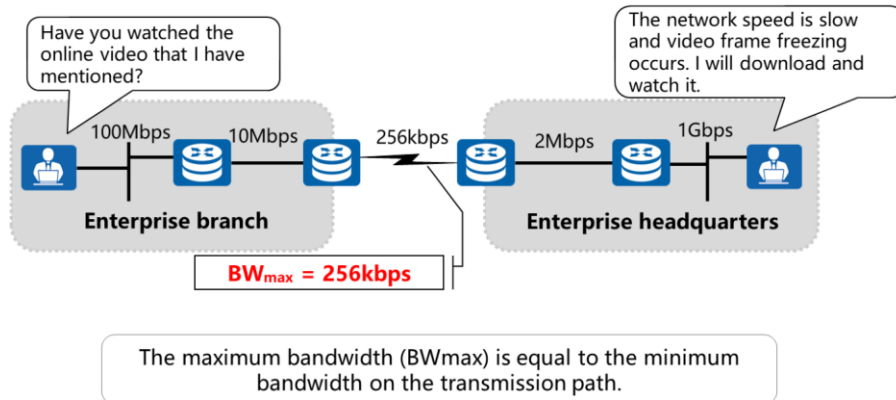 Have you watched the
online video that I have
mentioned?
The network speed is slow
and video frame freezing
occurs. I will download and
watch it.
100Mbps
10Mbps
256kbps
2Mbps
1Gbps
Enterprise branch
Enterprise headquarters
BWmax = 256kbps
The maximum bandwidth (BWmax) is equal to the minimum
bandwidth on the transmission path.